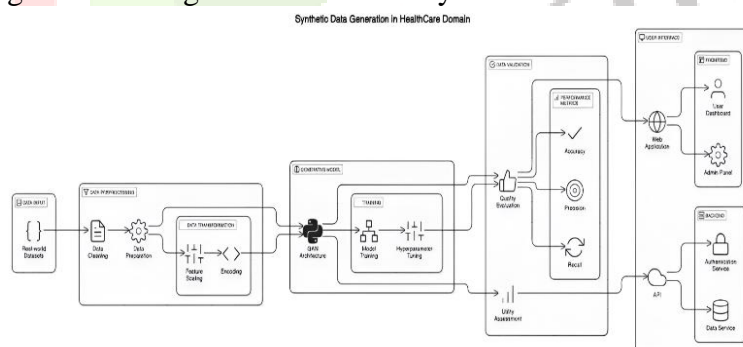 Synthetic Data Generation in HealthCare Domain
USER INTERFACE
FRONTEND
User
Dashboard
Web
Application
Admin Panel
DATA VALIDATION
PERFORMANCE
METRICS
Accuracy
Quality
Evaluation
Precision
Recall
Utility
Assessment
GENERATIVE MODEL
TRAINING
GAN
Architecture
Model
Training
Hyperparameter
Tuning
DATA PREPROCESSING
Data
Cleaning
Data
Preparation
DATA TRANSFORMATION
Feature
Scaling
Encoding
DATA INPUT
Real-world
Datasets
BACKEND
Authentication
Service
API
Data Service